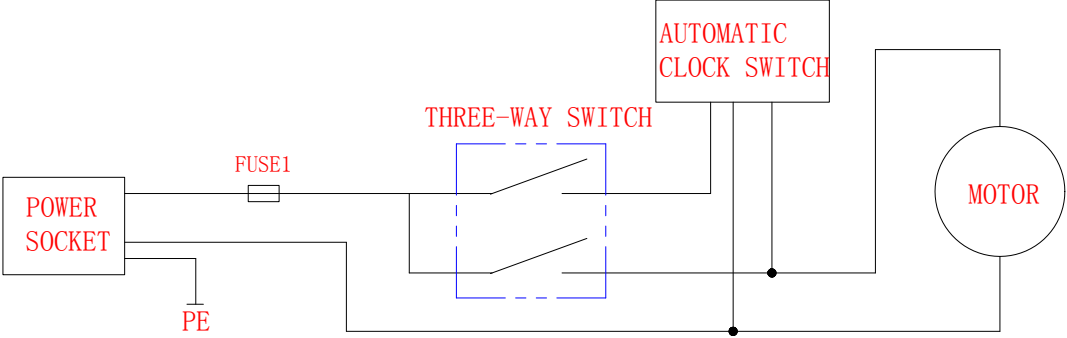 AUTOMATIC
CLOCK SWITCH
THREE-WAY SWITCH
FUSE1
POWER
SOCKET
MOTOR
PE